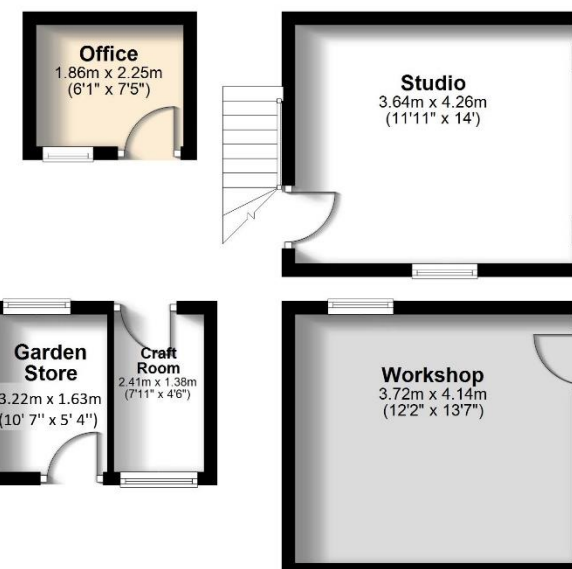 Office
1.86m x 2.25m
(6'1" x 7'5")
Studio
3.64m x 4.26m
(11'11" x 14')
Garden
Store
3.22m x 1.63m
(10' 7'' x 5' 4'')
Craft
Room
2.41m x 1.38m
(7'11" x 4'6")
Workshop
3.72m x 4.14m
(12'2" x 13'7")